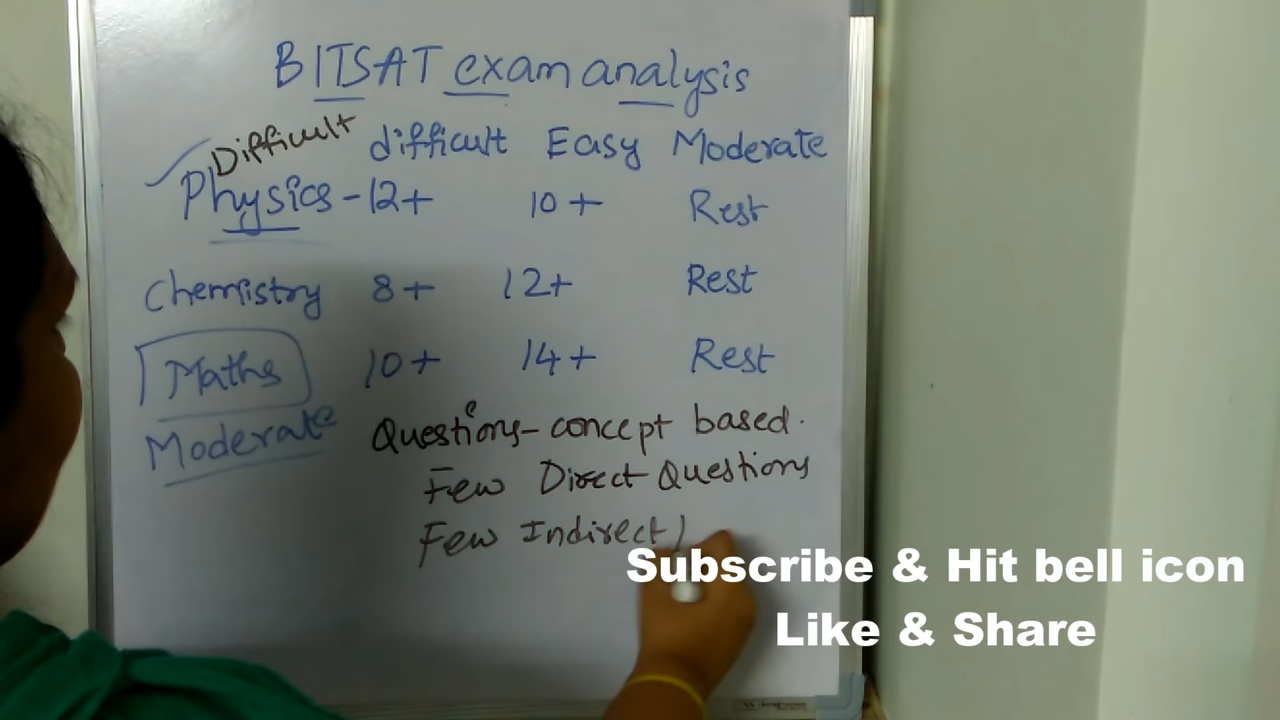 BITSAT exam analysis
Difficult difficult Easy Moderate
Physics - 12+ 10+ Rest
Chemistry 8+ 12+ Rest
Maths 10+ 14+ Rest
Moderate Questions - concept based.
Few Direct Questions
Few Indirect
Subscribe & Hit bell icon
Like & Share